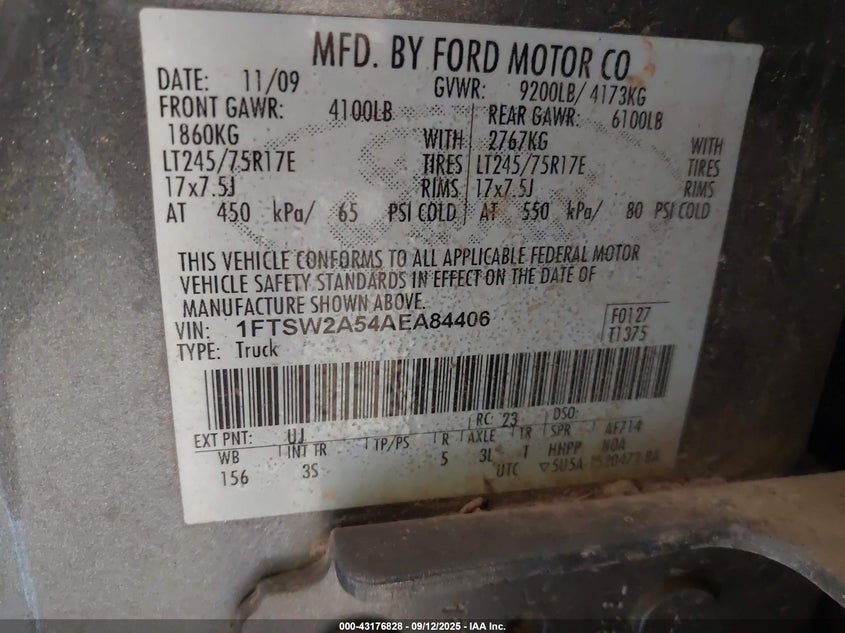 MFD. BY FORD MOTOR CO
DATE: 11/09 GVWR: 9200LB/ 4173KG
FRONT GAWR: 4100LB REAR GAWR: 6100LB
1860KG WITH 2767KG WITH
LT245/75R17E TIRES LT245/75R17E TIRES
17x7.5J RIMS 17x7.5J RIMS
AT 450 kPa/ 65 PSI COLD AT 550 kPa/ 80 PSI COLD
THIS VEHICLE CONFORMS TO ALL APPLICABLE FEDERAL MOTOR
VEHICLE SAFETY STANDARDS IN EFFECT ON THE DATE OF
MANUFACTURE SHOWN ABOVE.
VIN: 1FTSW2A54AEA84406 F0127
TYPE: Truck T1375
EXT PNT: UJ RC: 23 DSO:
WB INT TR TP/PS R AXLE TR SPR AF714
156 3S 5 3L T HHPP NOA
UTC ▽5U5A
000-43176828 - 09/12/2025 - IAA Inc.